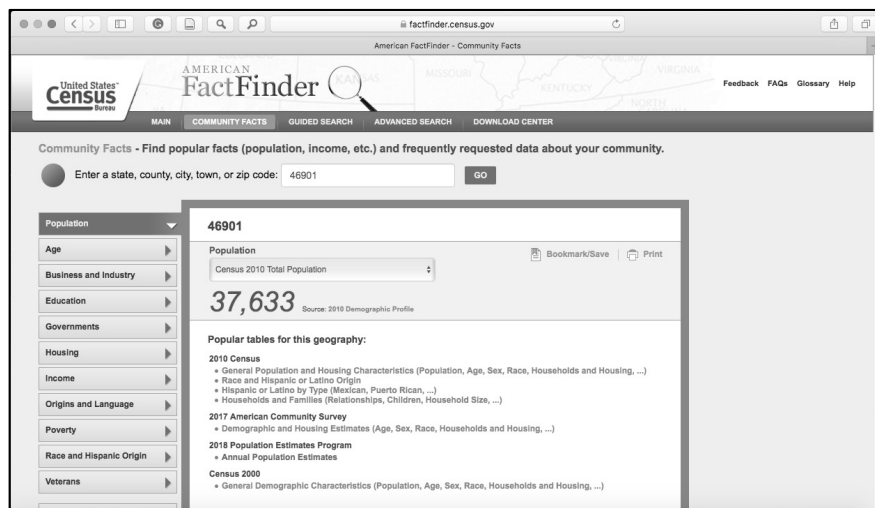 factfinder.census.gov
American FactFinder - Community Facts
United States™
Census
Bureau
AMERICAN
FactFinder
KANSAS
MISSOURI
KENTUCKY
VIRGINIA
NORTH
Feedback FAQs Glossary Help
MAIN COMMUNITY FACTS GUIDED SEARCH ADVANCED SEARCH DOWNLOAD CENTER
Community Facts - Find popular facts (population, income, etc.) and frequently requested data about your community.
Enter a state, county, city, town, or zip code: 46901 GO
Population
Age
Business and Industry
Education
Governments
Housing
Income
Origins and Language
Poverty
Race and Hispanic Origin
Veterans
46901
Population
Bookmark/Save | Print
Census 2010 Total Population
37,633 Source: 2010 Demographic Profile
Popular tables for this geography:
2010 Census
• General Population and Housing Characteristics (Population, Age, Sex, Race, Households and Housing, ...)
• Race and Hispanic or Latino Origin
• Hispanic or Latino by Type (Mexican, Puerto Rican, ...)
• Households and Families (Relationships, Children, Household Size, ...)
2017 American Community Survey
• Demographic and Housing Estimates (Age, Sex, Race, Households and Housing, ...)
2018 Population Estimates Program
• Annual Population Estimates
Census 2000
• General Demographic Characteristics (Population, Age, Sex, Race, Households and Housing, ...)